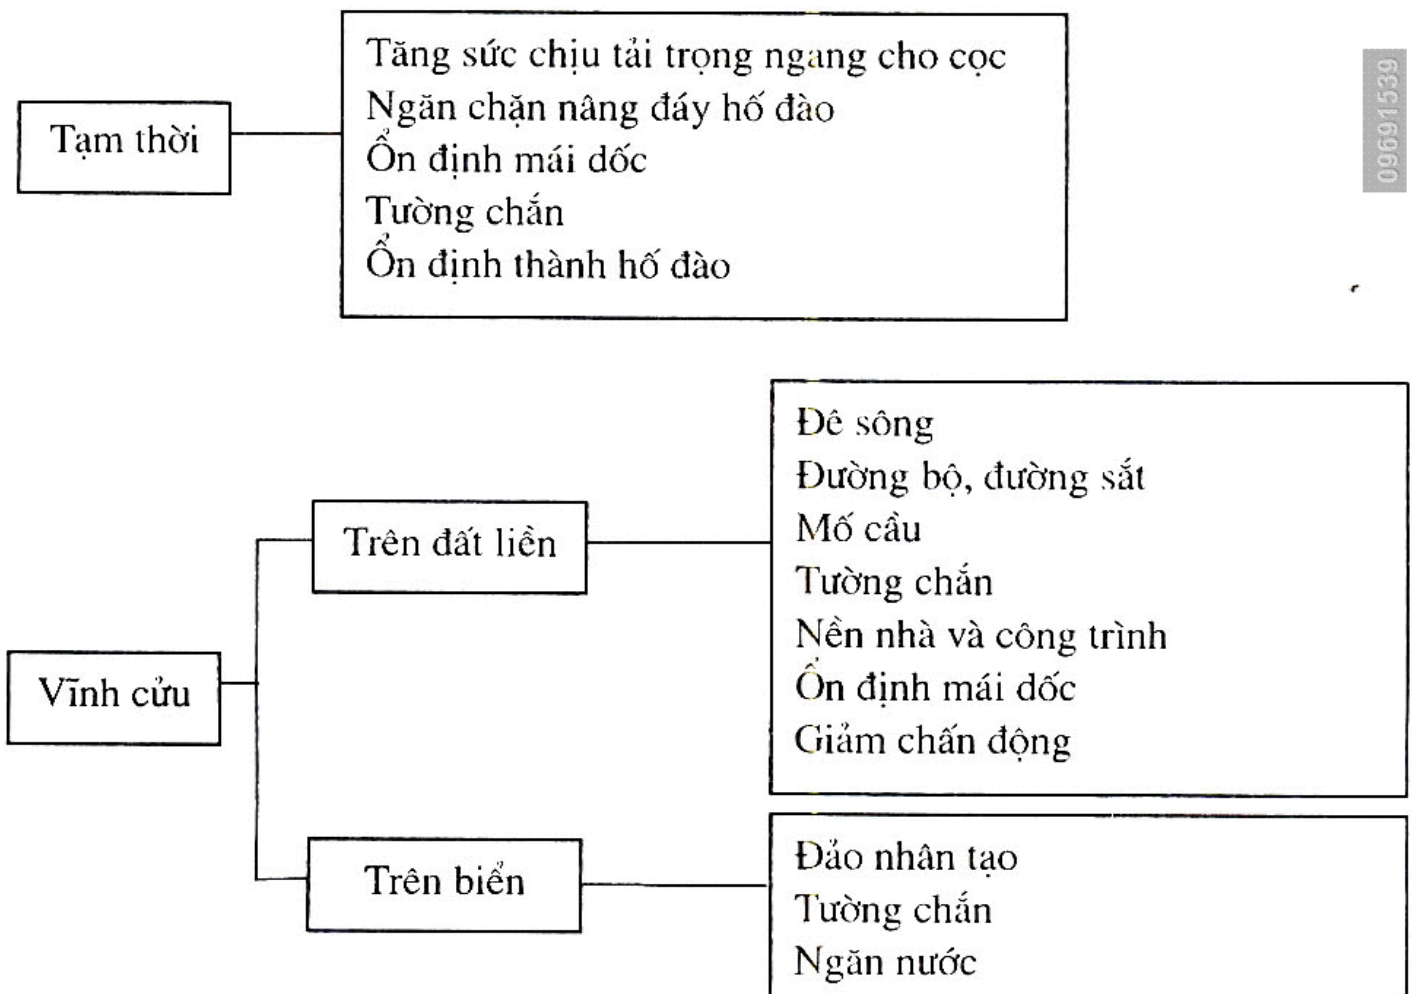 Tăng sức chịu tải trọng ngang cho cọc
Ngăn chặn nâng đáy hố đào
Ổn định mái dốc
Tường chắn
Ổn định thành hố đào
Tạm thời
09691539
Vĩnh cửu
Trên đất liền
Đê sông
Đường bộ, đường sắt
Mố cầu
Tường chắn
Nền nhà và công trình
Ổn định mái dốc
Giảm chấn động
Trên biển
Đảo nhân tạo
Tường chắn
Ngăn nước